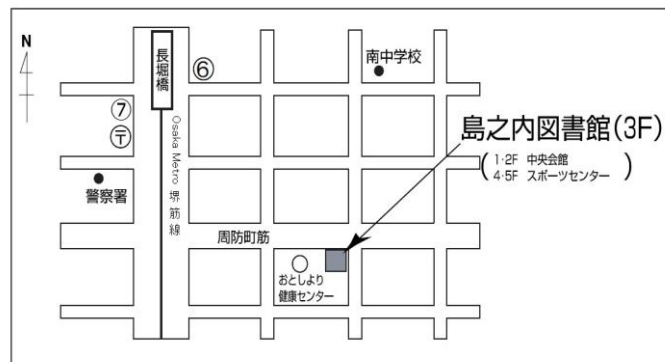 N
長堀橋
⑥
南中学校
⑦
〒
Osaka Metro 堺筋線
島之内図書館(3F)
(1・2F 中央会館
4・5F スポーツセンター)
警察署
周防町筋
おとしより
健康センター